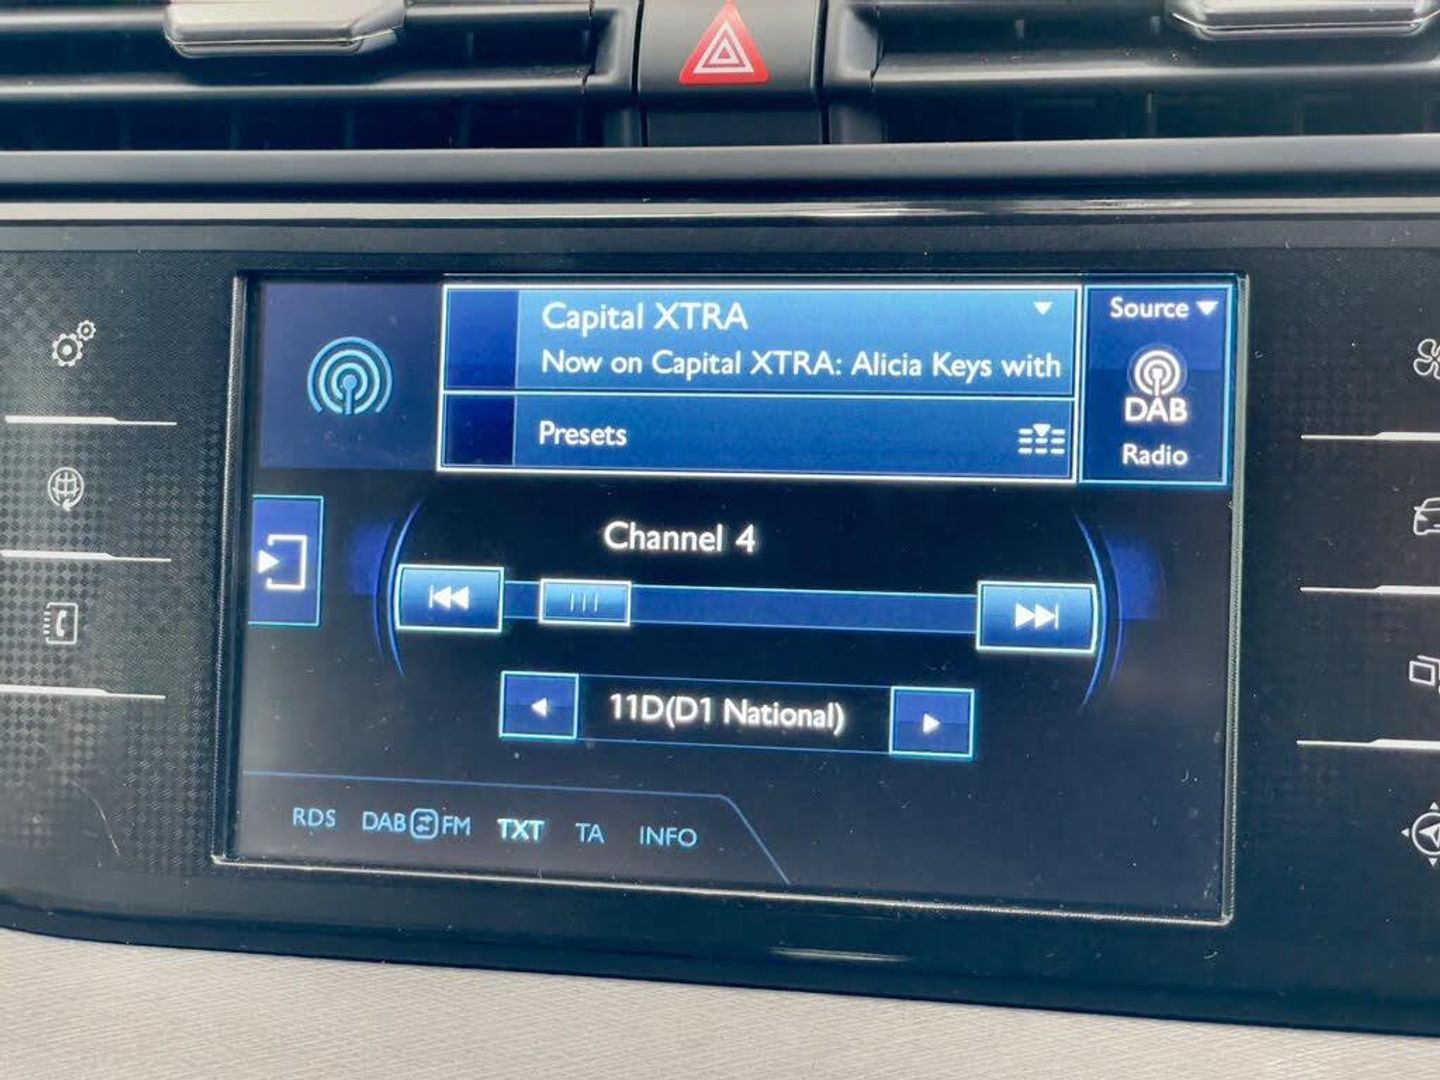 Capital XTRA
Now on Capital XTRA: Alicia Keys with
Presets
Source
DAB
Radio
Channel 4
11D(D1 National)
RDS DAB FM TXT TA INFO